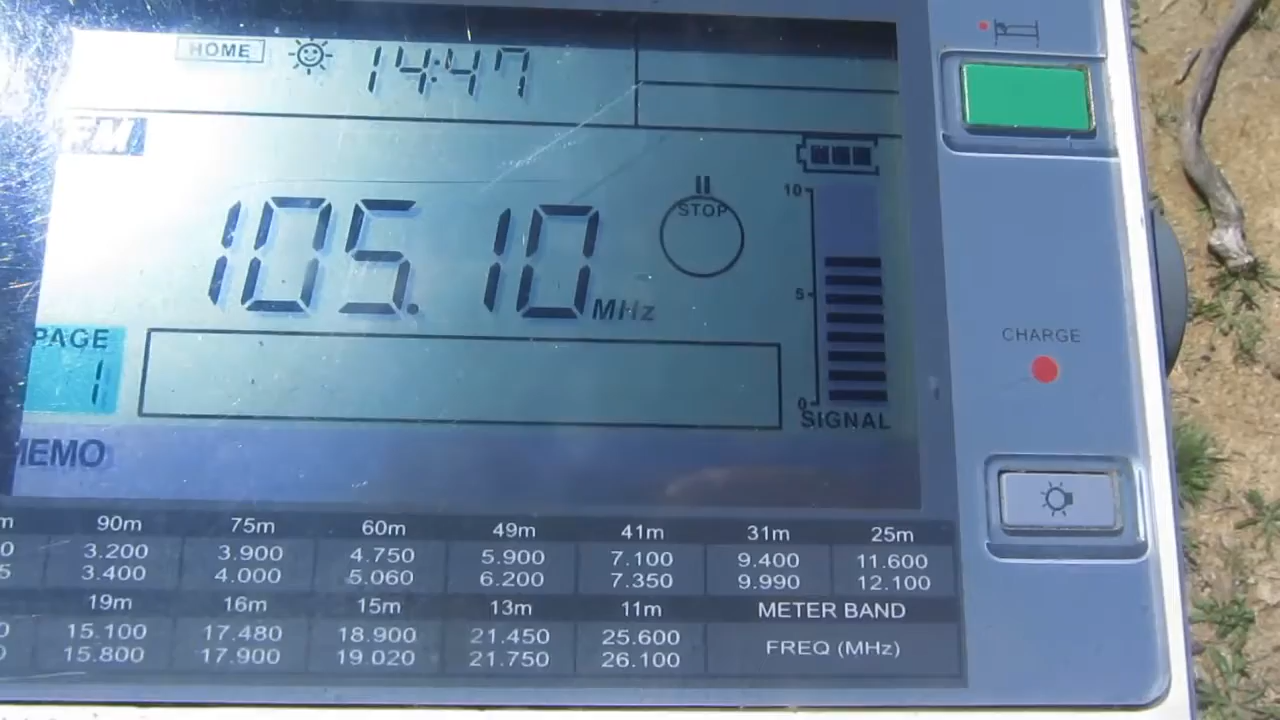 HOME 14:47
FM
10
STOP
105.10 MHz
5
PAGE
1
0
SIGNAL
CHARGE
MEMO
m 90m 75m 60m 49m 41m 31m 25m
0 3.200 3.900 4.750 5.900 7.100 9.400 11.600
5 3.400 4.000 5.060 6.200 7.350 9.990 12.100
19m 16m 15m 13m 11m METER BAND
0 15.100 17.480 18.900 21.450 25.600 FREQ (MHz)
0 15.800 17.900 19.020 21.750 26.100